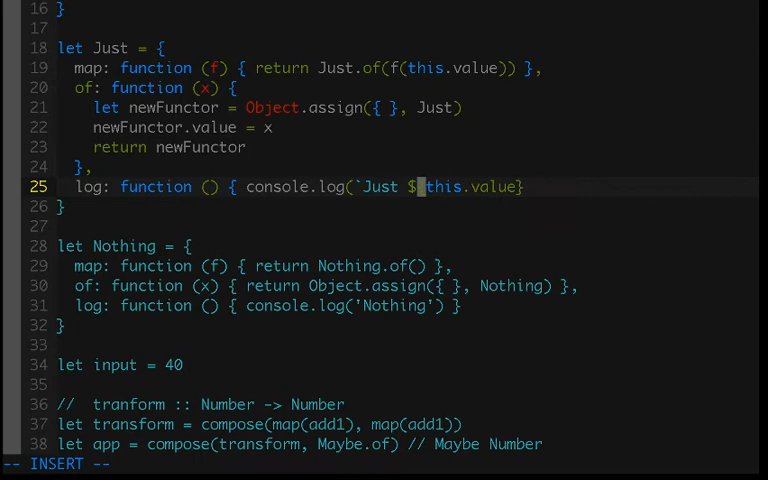 16 }
17
18 let Just = {
19 map: function (f) { return Just.of(f(this.value)) },
20 of: function (x) {
21 let newFunctor = Object.assign({ }, Just)
22 newFunctor.value = x
23 return newFunctor
24 },
25 log: function () { console.log(`Just ${this.value}
26 }
27
28 let Nothing = {
29 map: function (f) { return Nothing.of() },
30 of: function (x) { return Object.assign({ }, Nothing) },
31 log: function () { console.log('Nothing') }
32 }
33
34 let input = 40
35
36 // tranform :: Number -> Number
37 let transform = compose(map(add1), map(add1))
38 let app = compose(transform, Maybe.of) // Maybe Number
-- INSERT --